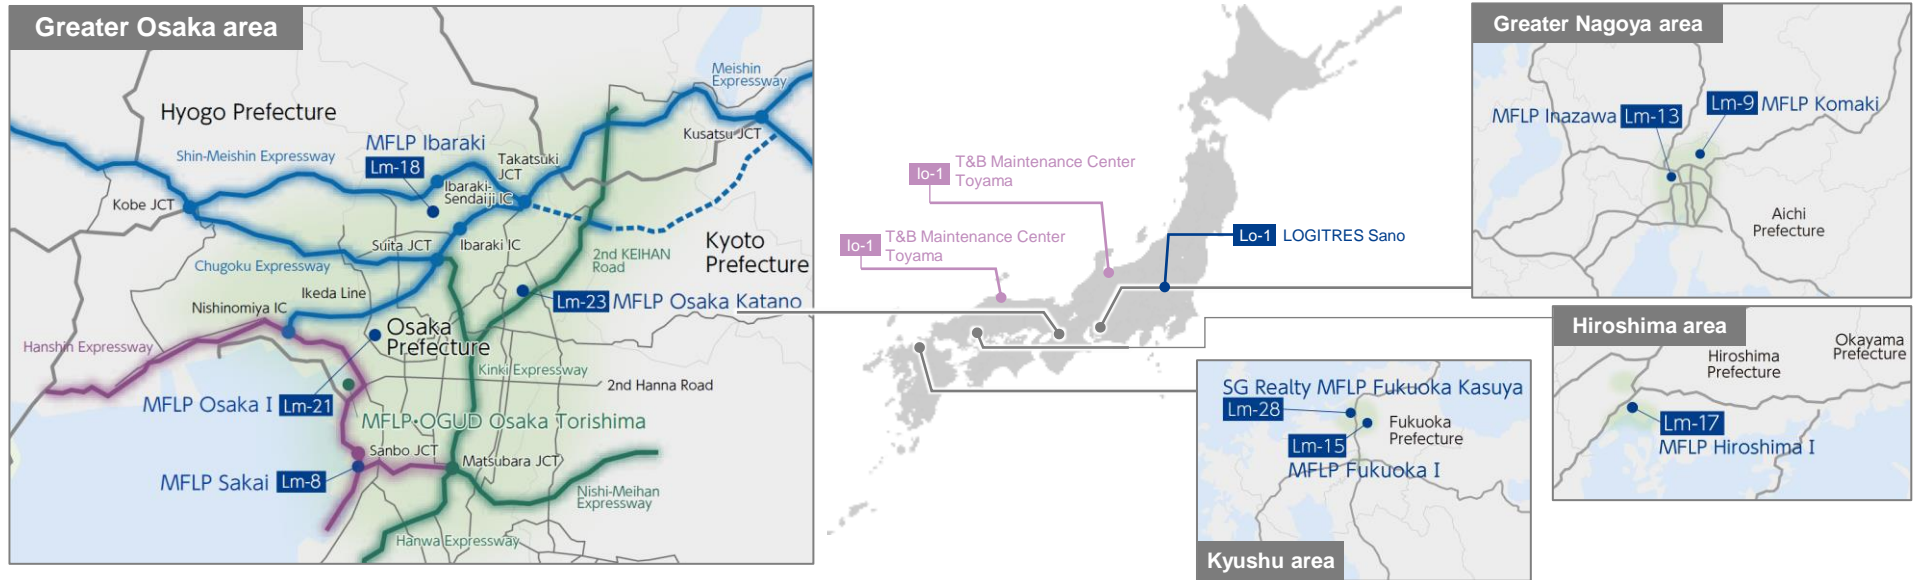 Greater Osaka area
Meishin
Expressway
Hyogo Prefecture
Kusatsu JCT
MFLP Ibaraki
Lm-18
Shin-Meishin Expressway
Takatsuki
JCT
Ibaraki-
Sendaiji IC
Kobe JCT
Suita JCT
Ibaraki IC
Kyoto
Prefecture
2nd KEIHAN
Road
Chugoku Expressway
Ikeda Line
Nishinomiya IC
Lm-23 MFLP Osaka Katano
Osaka
Prefecture
Hanshin Expressway
Kinki Expressway
2nd Hanna Road
MFLP Osaka I Lm-21
MFLP・OGUD Osaka Torishima
Sanbo JCT
Matsubara JCT
MFLP Sakai Lm-8
Nishi-Meihan
Expressway
Hanwa Expressway
Io-1 T&B Maintenance Center
Toyama
Io-1 T&B Maintenance Center
Toyama
Lo-1 LOGITRES Sano
Greater Nagoya area
Lm-9 MFLP Komaki
MFLP Inazawa Lm-13
Aichi
Prefecture
Hiroshima area
Okayama
Prefecture
Hiroshima
Prefecture
Lm-17
MFLP Hiroshima I
SG Realty MFLP Fukuoka Kasuya
Lm-28
Lm-15
Fukuoka
Prefecture
MFLP Fukuoka I
Kyushu area